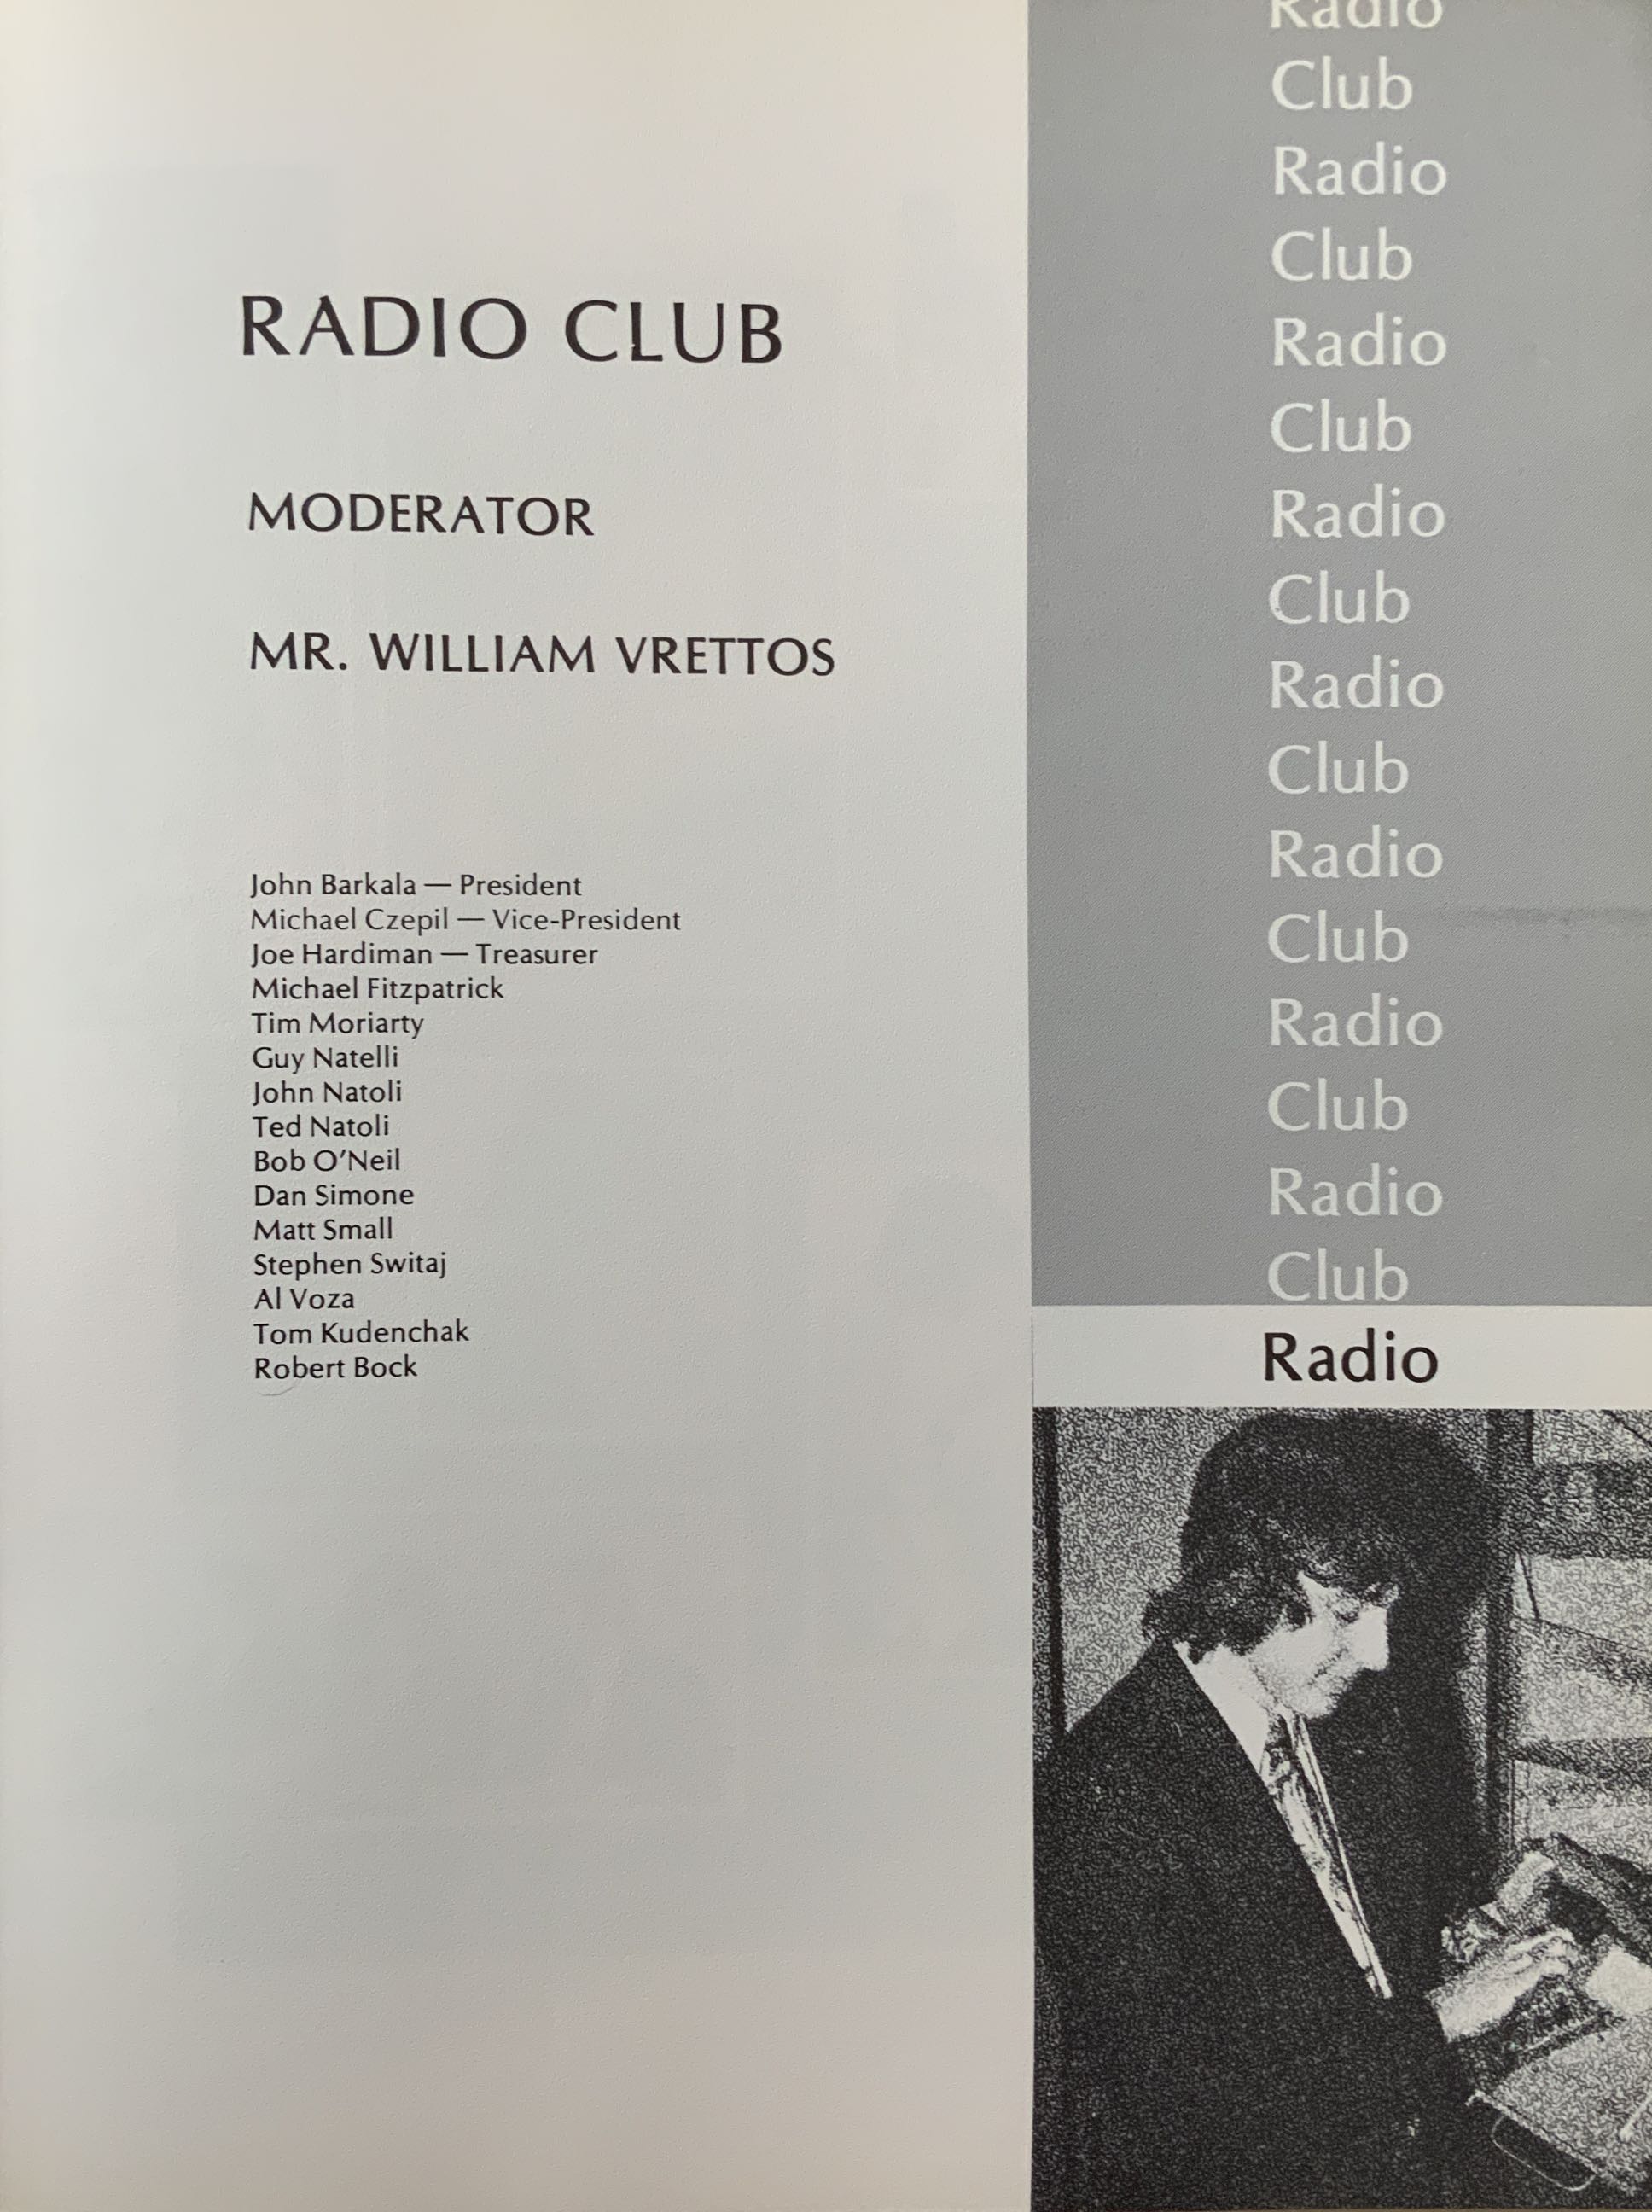 RADIO CLUB
MODERATOR
MR. WILLIAM VRETTOS
John Barkala — President
Michael Czepil — Vice-President
Joe Hardiman — Treasurer
Michael Fitzpatrick
Tim Moriarty
Guy Natelli
John Natoli
Ted Natoli
Bob O'Neil
Dan Simone
Matt Small
Stephen Switaj
Al Voza
Tom Kudenchak
Robert Bock
Radio
Club
Radio
Club
Radio
Club
Radio
Club
Radio
Club
Radio
Club
Radio
Club
Radio
Club
Radio